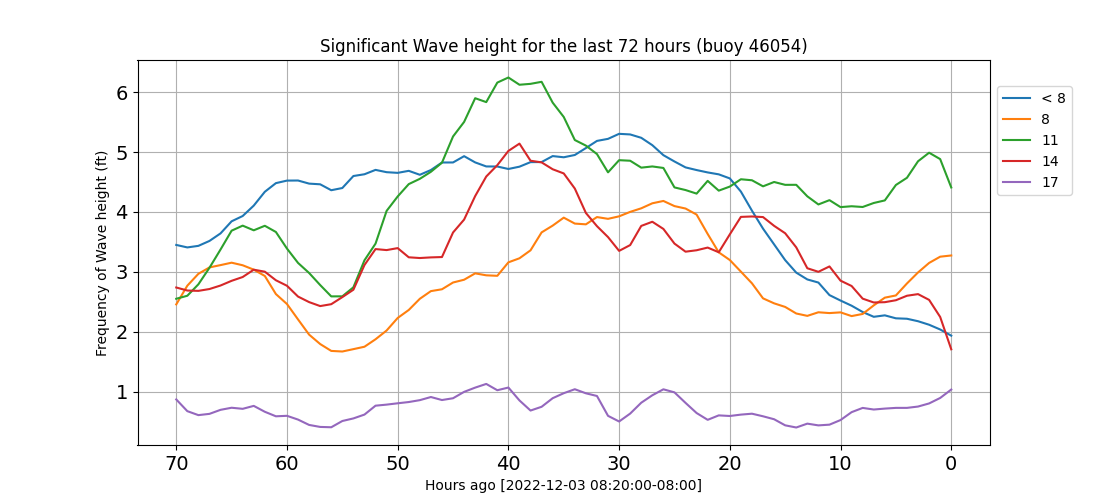 Significant Wave height for the last 72 hours (buoy 46054)
Frequency of Wave height (ft)
6
5
4
3
2
1
70 60 50 40 30 20 10 0
Hours ago [2022-12-03 08:20:00-08:00]
< 8
8
11
14
17